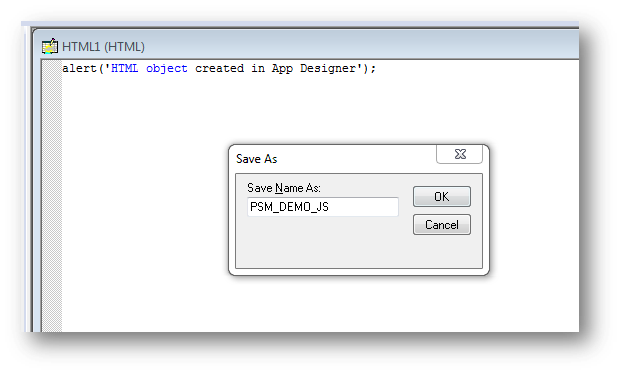 HTML1 (HTML)
alert('HTML object created in App Designer');
Save As
Save Name As:
OK
PSM_DEMO_JS
Cancel